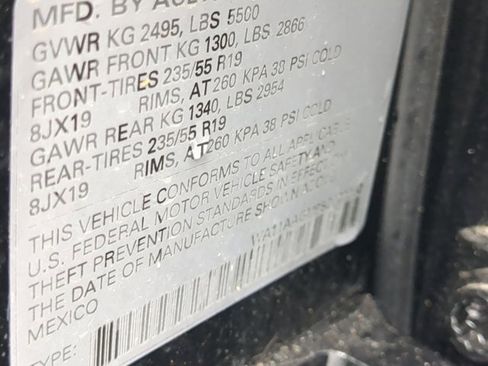 MFD. BY
GVWR KG 2495, LBS 5500
GAWR FRONT KG 1300, LBS 2866
FRONT-TIRES 235/55 R19
8JX19 RIMS, AT 260 KPA 38 PSI COLD
GAWR REAR KG 1340, LBS 2954
REAR-TIRES 235/55 R19
8JX19 RIMS, AT 260 KPA 38 PSI COLD
THIS VEHICLE CONFORMS TO ALL APPLICABLE
U.S. FEDERAL MOTOR VEHICLE SAFETY AND
THEFT PREVENTION STANDARDS IN EFFECT ON
THE DATE OF MANUFACTURE SHOWN ABOVE.
MEXICO
TYPE: